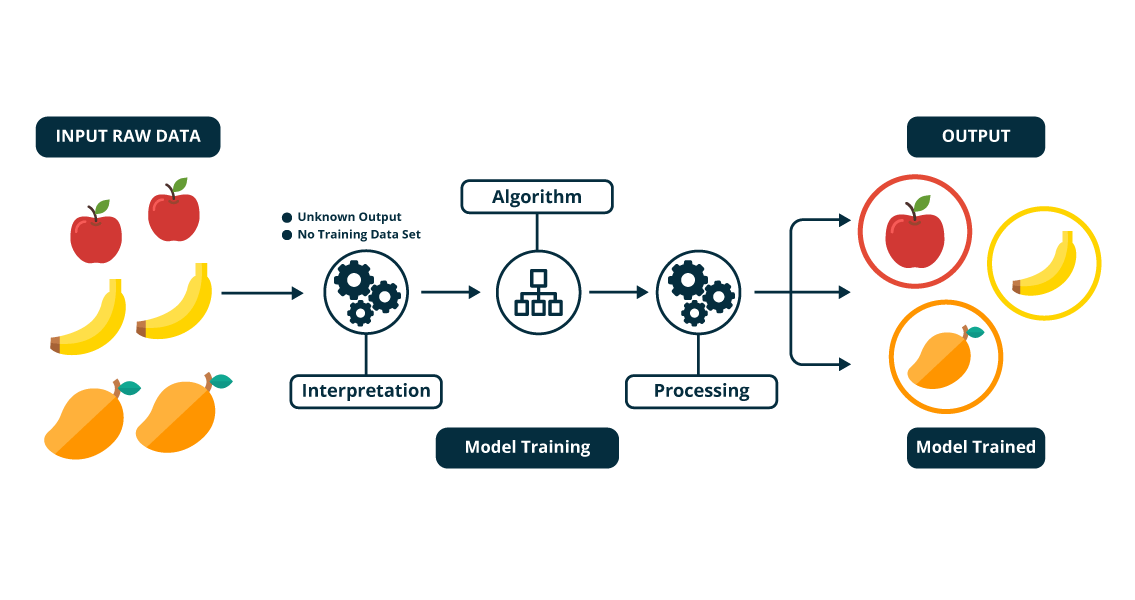 INPUT RAW DATA
OUTPUT
Algorithm
Unknown Output
No Training Data Set
Interpretation
Processing
Model Training
Model Trained